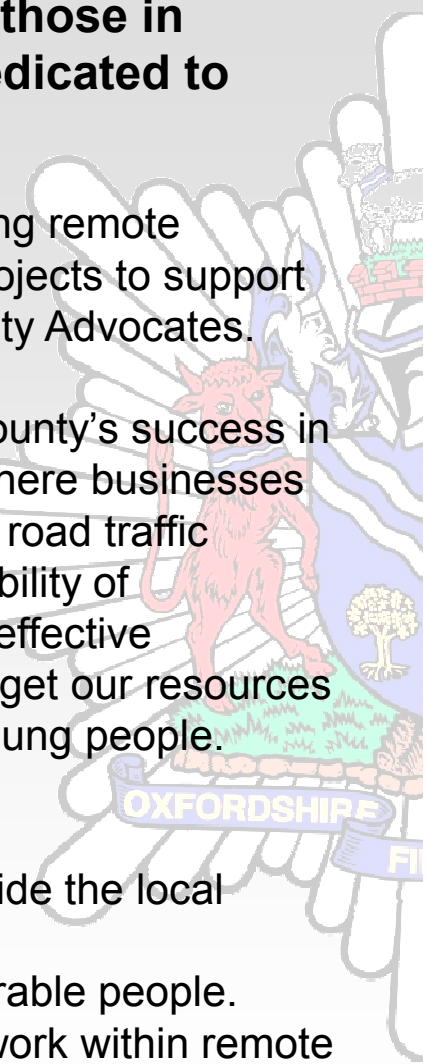 those in
edicated to
ng remote
ojects to support
ty Advocates.
ounty’s success in
here businesses
road traffic
bility of
effective
get our resources
ung people.
OXFORDSHIRE
FI
ide the local
rable people.
work within remote